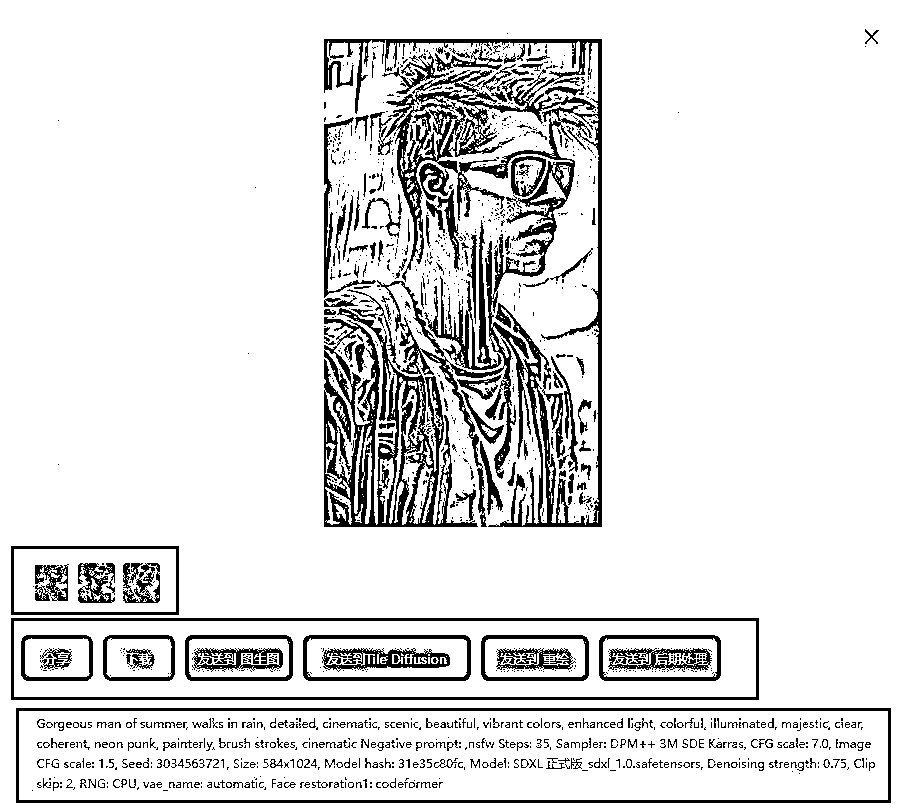 分享 下载 发送到 图生图 发送到Tile Diffusion 发送到 重绘 发送到 后期处理
Gorgeous man of summer, walks in rain, detailed, cinematic, scenic, beautiful, vibrant colors, enhanced light, colorful, illuminated, majestic, clear,
coherent, neon punk, painterly, brush strokes, cinematic Negative prompt: ,nsfw Steps: 35, Sampler: DPM++ 3M SDE Karras, CFG scale: 7.0, Image
CFG scale: 1.5, Seed: 3034563721, Size: 584x1024, Model hash: 31e35c80fc, Model: SDXL 正式版_sdxl_1.0.safetensors, Denoising strength: 0.75, Clip
skip: 2, RNG: CPU, vae_name: automatic, Face restoration1: codeformer